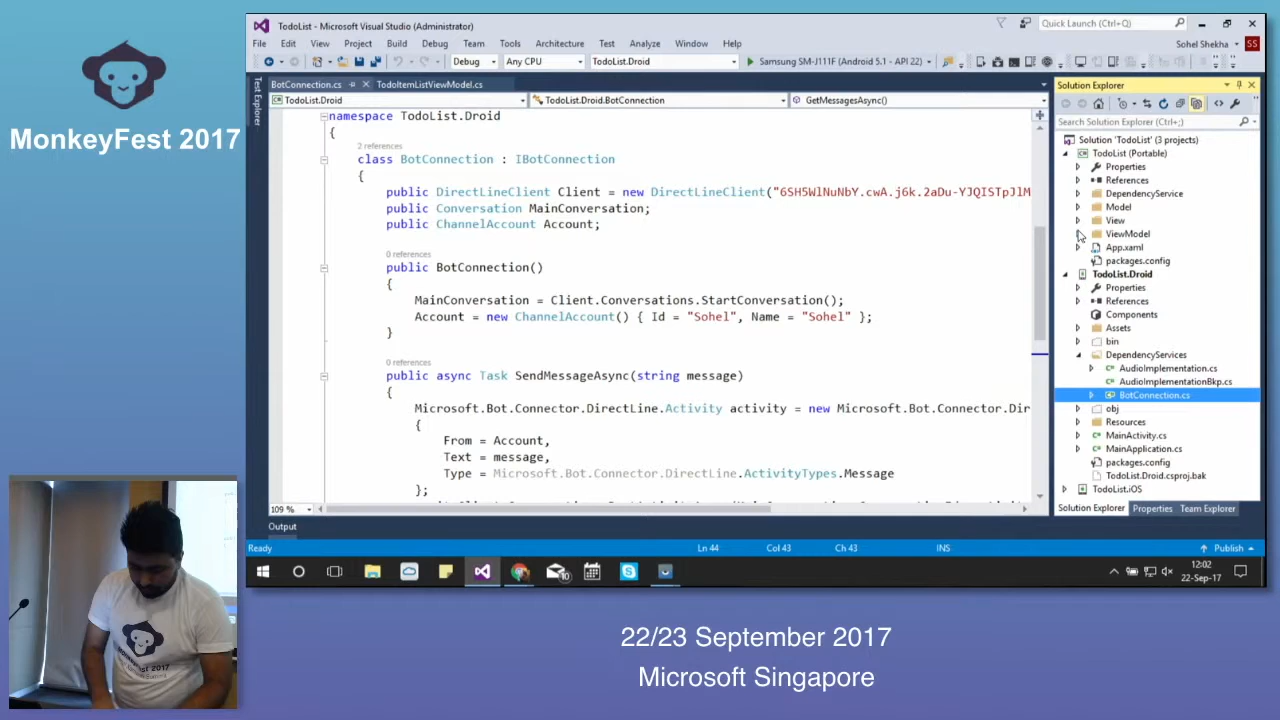 MonkeyFest 2017
TodoList - Microsoft Visual Studio (Administrator)
Quick Launch (Ctrl+Q)
File Edit View Project Build Debug Team Tools Architecture Test Analyze Window Help
Sohel Shekha
SS
Debug Any CPU TodoList.Droid Samsung SM-J111F (Android 5.1 - API 22)
Test Explorer
BotConnection.cs TodoItemListViewModel.cs
TodoList.Droid TodoList.Droid.BotConnection GetMessagesAsync()
namespace TodoList.Droid
{
2 references
class BotConnection : IBotConnection
{
public DirectLineClient Client = new DirectLineClient("6SH5WlNuNbY.cwA.j6k.2aDu-YJQISTpJlM
public Conversation MainConversation;
public ChannelAccount Account;
0 references
public BotConnection()
{
MainConversation = Client.Conversations.StartConversation();
Account = new ChannelAccount() { Id = "Sohel", Name = "Sohel" };
}
0 references
public async Task SendMessageAsync(string message)
{
Microsoft.Bot.Connector.DirectLine.Activity activity = new Microsoft.Bot.Connector.Dir
{
From = Account,
Text = message,
Type = Microsoft.Bot.Connector.DirectLine.ActivityTypes.Message
};
109 %
Output
Solution Explorer
Search Solution Explorer (Ctrl+;)
Solution 'TodoList' (3 projects)
TodoList (Portable)
Properties
References
DependencyService
Model
View
ViewModel
App.xaml
packages.config
TodoList.Droid
Properties
References
Components
Assets
bin
DependencyServices
AudioImplementation.cs
AudioImplementationBkp.cs
BotConnection.cs
obj
Resources
MainActivity.cs
MainApplication.cs
packages.config
TodoList.Droid.csproj.bak
TodoList.iOS
Solution Explorer Properties Team Explorer
Ready Ln 44 Col 43 Ch 43 INS Publish
10
12:02
22-Sep-17
22/23 September 2017
Microsoft Singapore